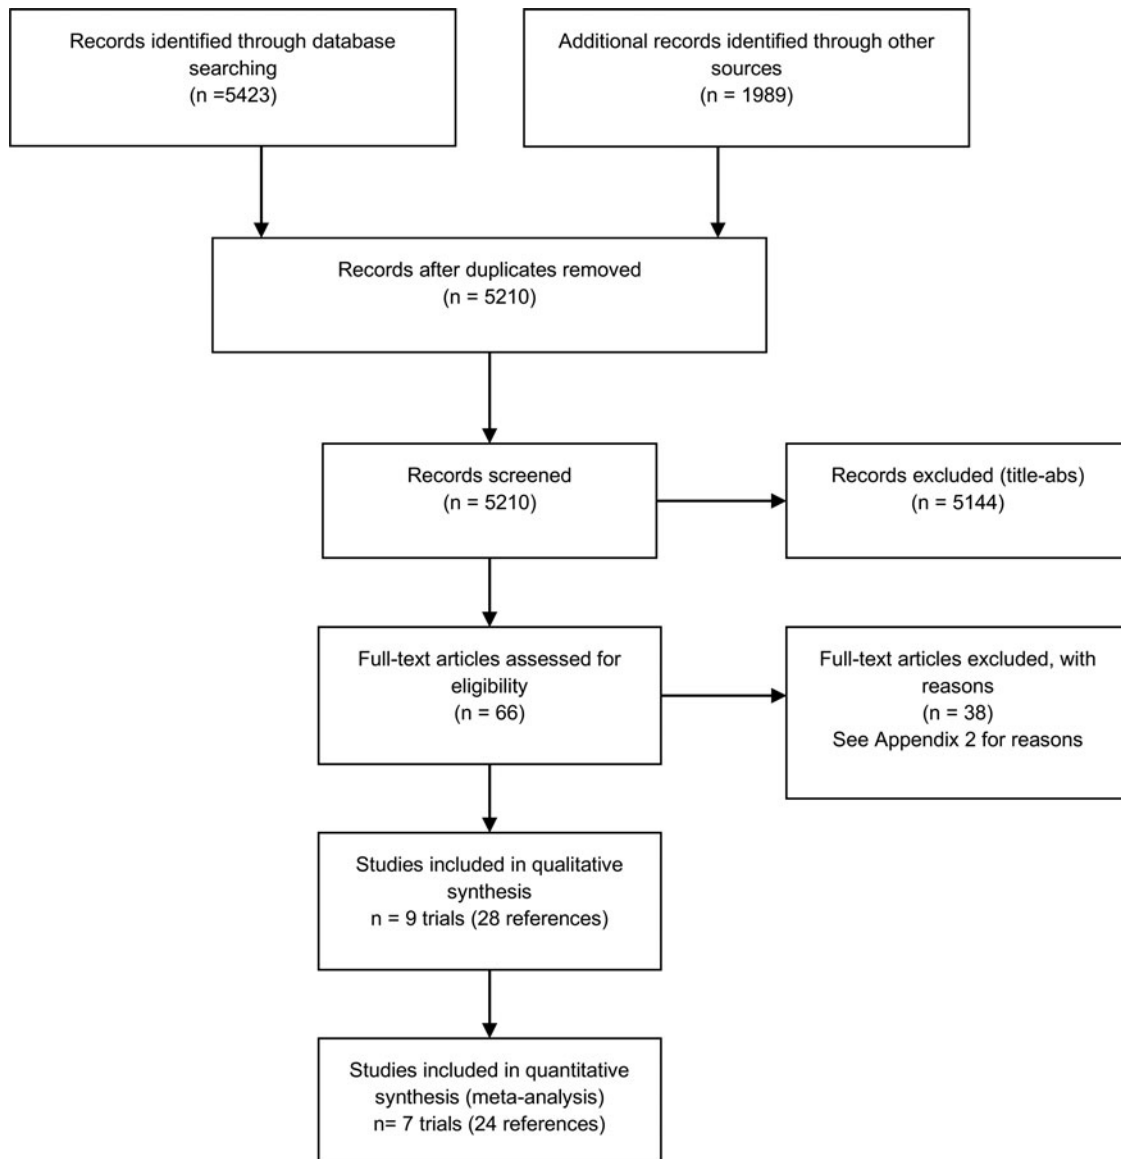 Records identified through database
searching
(n =5423)
Additional records identified through other
sources
(n = 1989)
Records after duplicates removed
(n = 5210)
Records screened
(n = 5210)
Records excluded (title-abs)
(n = 5144)
Full-text articles assessed for
eligibility
(n = 66)
Full-text articles excluded, with
reasons
(n = 38)
See Appendix 2 for reasons
Studies included in qualitative
synthesis
n = 9 trials (28 references)
Studies included in quantitative
synthesis (meta-analysis)
n= 7 trials (24 references)